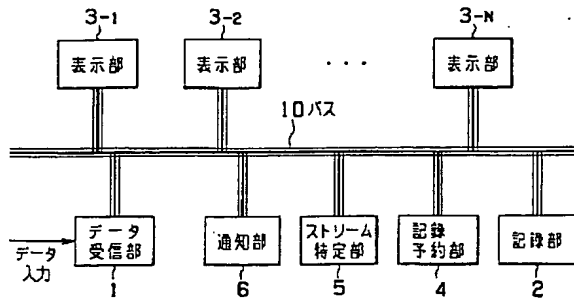 3-1
3-2
3-N
表示部
表示部
・・・
表示部
10バス
データ
受信部
通知部
ストリーム
特定部
記録
予約部
記録部
データ
入力
1
6
5
4
2